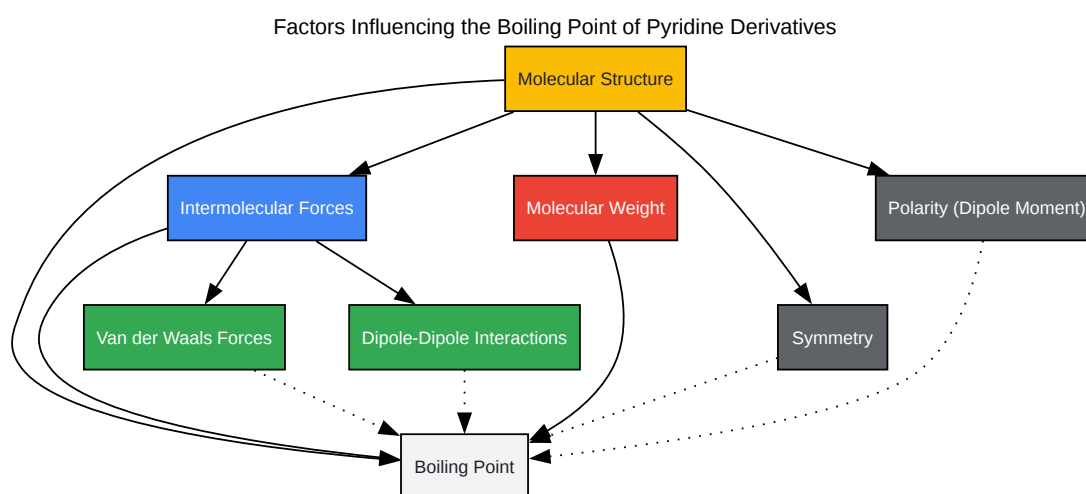 Factors Influencing the Boiling Point of Pyridine Derivatives
Molecular Structure
Intermolecular Forces
Molecular Weight
Polarity (Dipole Moment)
Van der Waals Forces
Dipole-Dipole Interactions
Symmetry
Boiling Point